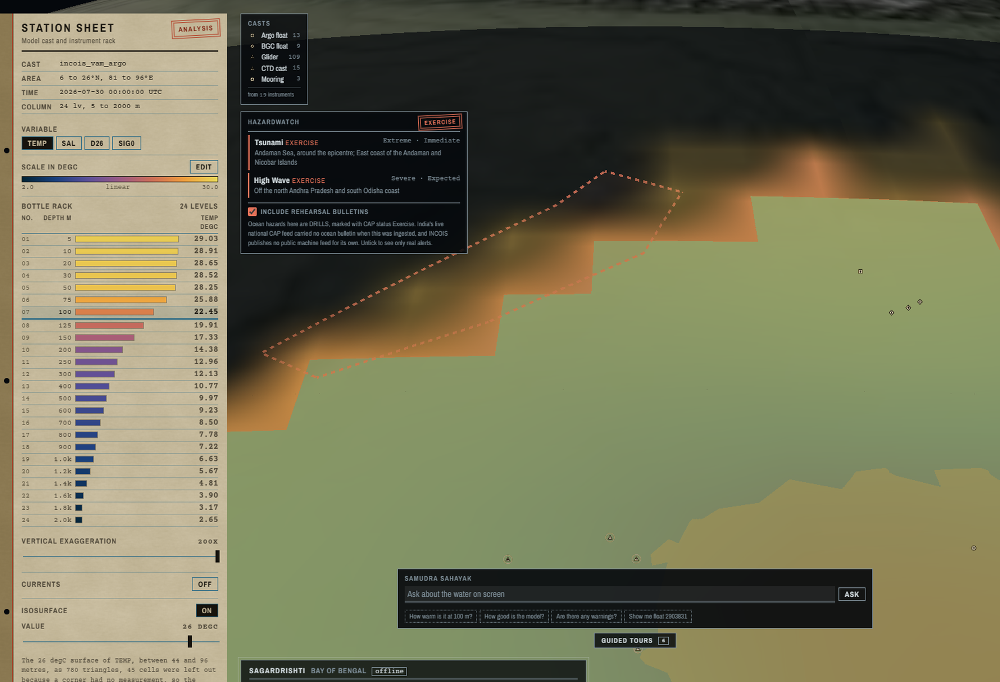 STATION SHEET
ANALYSIS
Model cast and instrument rack
CAST incois_vam_argo
AREA 6 to 26°N, 81 to 96°E
TIME 2026-07-30 00:00:00 UTC
COLUMN 24 lv, 5 to 2000 m
VARIABLE
TEMP SAL D26 SIG0
SCALE IN DEGC EDIT
2.0 linear 30.0
BOTTLE RACK 24 LEVELS
NO. DEPTH M TEMP
DEGC
01 5 29.03
02 10 28.91
03 20 28.65
04 30 28.52
05 50 28.25
06 75 25.88
07 100 22.45
08 125 19.91
09 150 17.33
10 200 14.38
11 250 12.96
12 300 12.13
13 400 10.77
14 500 9.97
15 600 9.23
16 700 8.50
17 800 7.78
18 900 7.22
19 1.0k 6.63
20 1.2k 5.67
21 1.4k 4.81
22 1.6k 3.90
23 1.8k 3.17
24 2.0k 2.65
VERTICAL EXAGGERATION 200X
CURRENTS OFF
ISOSURFACE ON
VALUE 26 DEGC
The 26 degC surface of TEMP, between 44 and 96
metres, as 780 triangles, 45 cells were left out
because a corner had no measurement, so the
CASTS
Argo float 13
BGC float 9
Glider 109
CTD cast 15
Mooring 3
from 19 instruments
HAZARDWATCH EXERCISE
Tsunami EXERCISE Extreme · Immediate
Andaman Sea, around the epicentre; East coast of the Andaman and
Nicobar Islands
High Wave EXERCISE Severe · Expected
Off the north Andhra Pradesh and south Odisha coast
INCLUDE REHEARSAL BULLETINS
Ocean hazards here are DRILLS, marked with CAP status Exercise. India's live
national CAP feed carried no ocean bulletin when this was ingested, and INCOIS
publishes no public machine feed for its own. Untick to see only real alerts.
SAMUDRA SAHAYAK
Ask about the water on screen ASK
How warm is it at 100 m? How good is the model? Are there any warnings? Show me float 2903831
GUIDED TOURS 6
SAGARDRISHTI BAY OF BENGAL offline